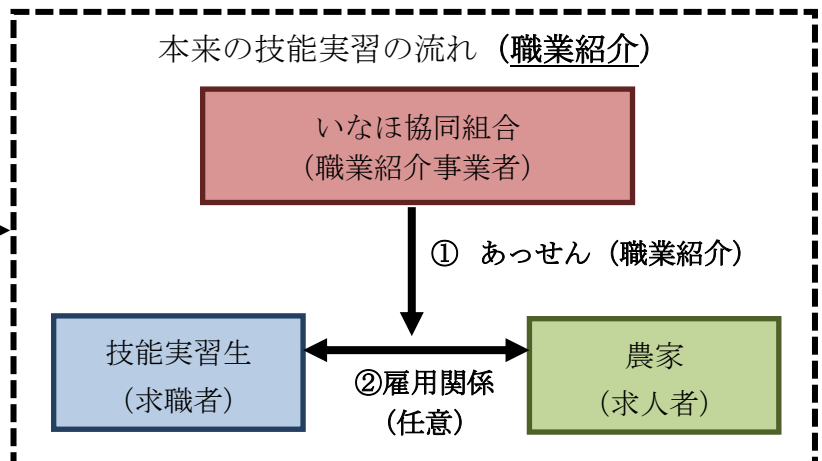 本来の技能実習の流れ（職業紹介）
いなほ協同組合
（職業紹介事業者）
① あっせん（職業紹介）
技能実習生
（求職者）
②雇用関係
（任意）
農家
（求人者）